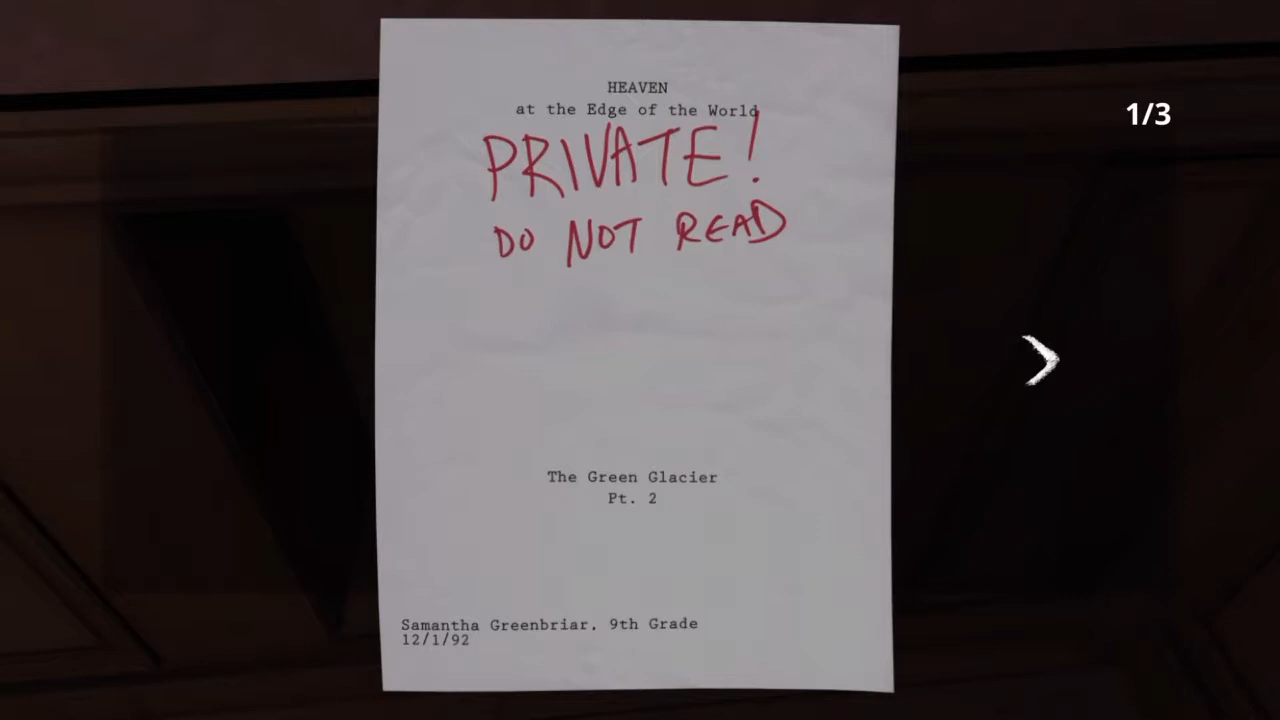 HEAVEN
at the Edge of the World
PRIVATE!
DO NOT READ
The Green Glacier
Pt. 2
Samantha Greenbriar, 9th Grade
12/1/92
1/3